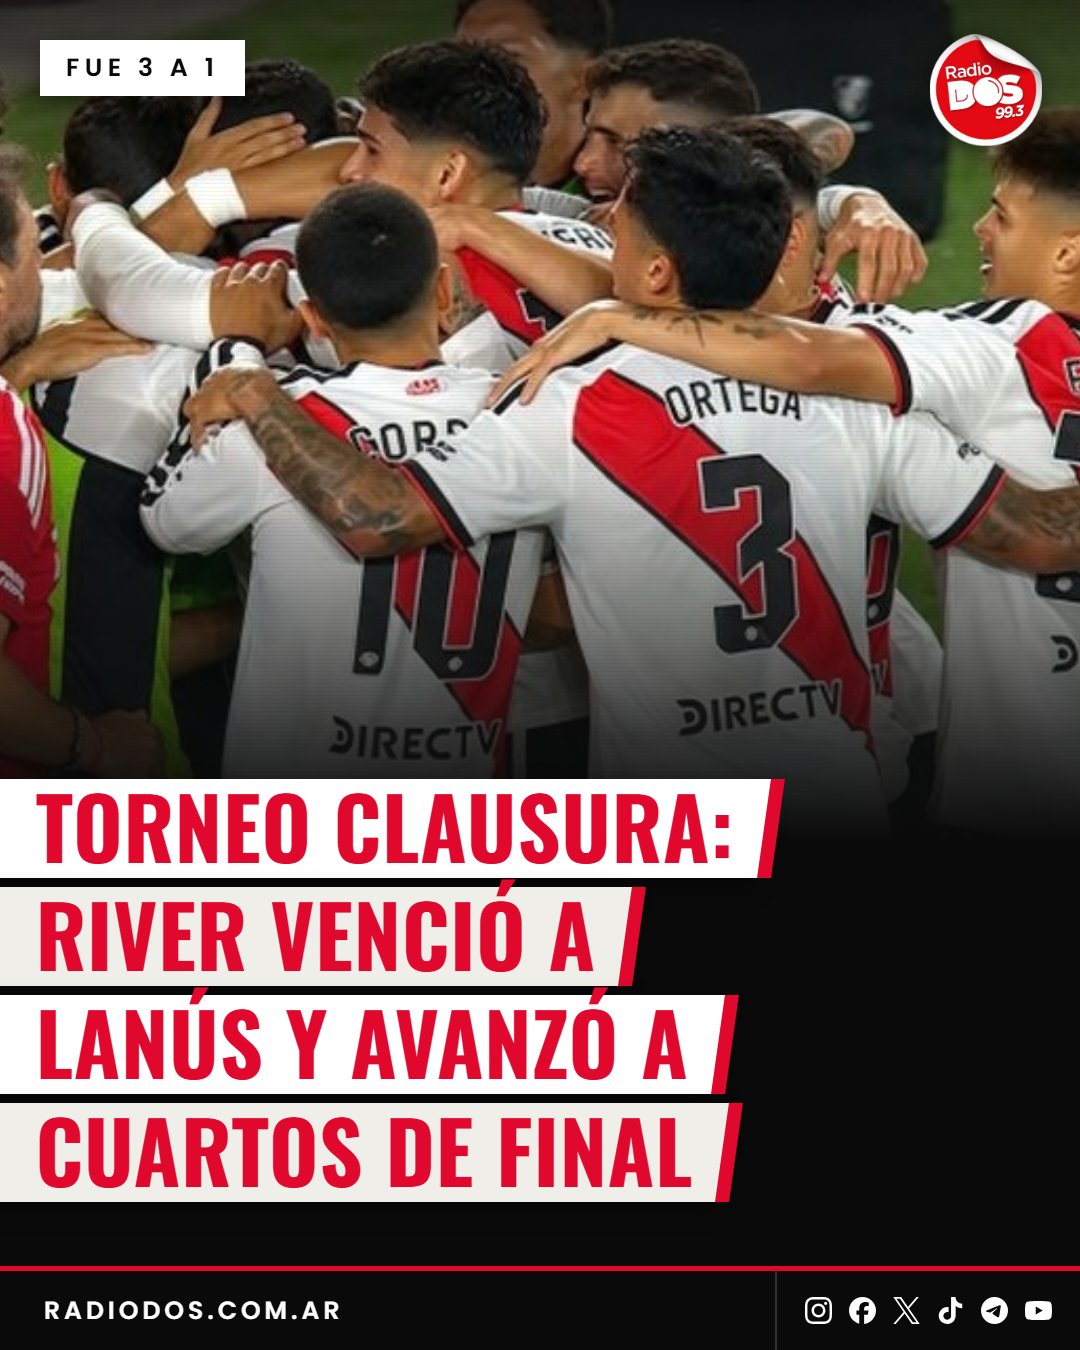 FUE 3 A 1
Radio
DOS
99.3
ORTEGA
3
10
DIRECTV
DIRECTV
TORNEO CLAUSURA:
RIVER VENCIÓ A
LANÚS Y AVANZÓ A
CUARTOS DE FINAL
RADIODOS.COM.AR